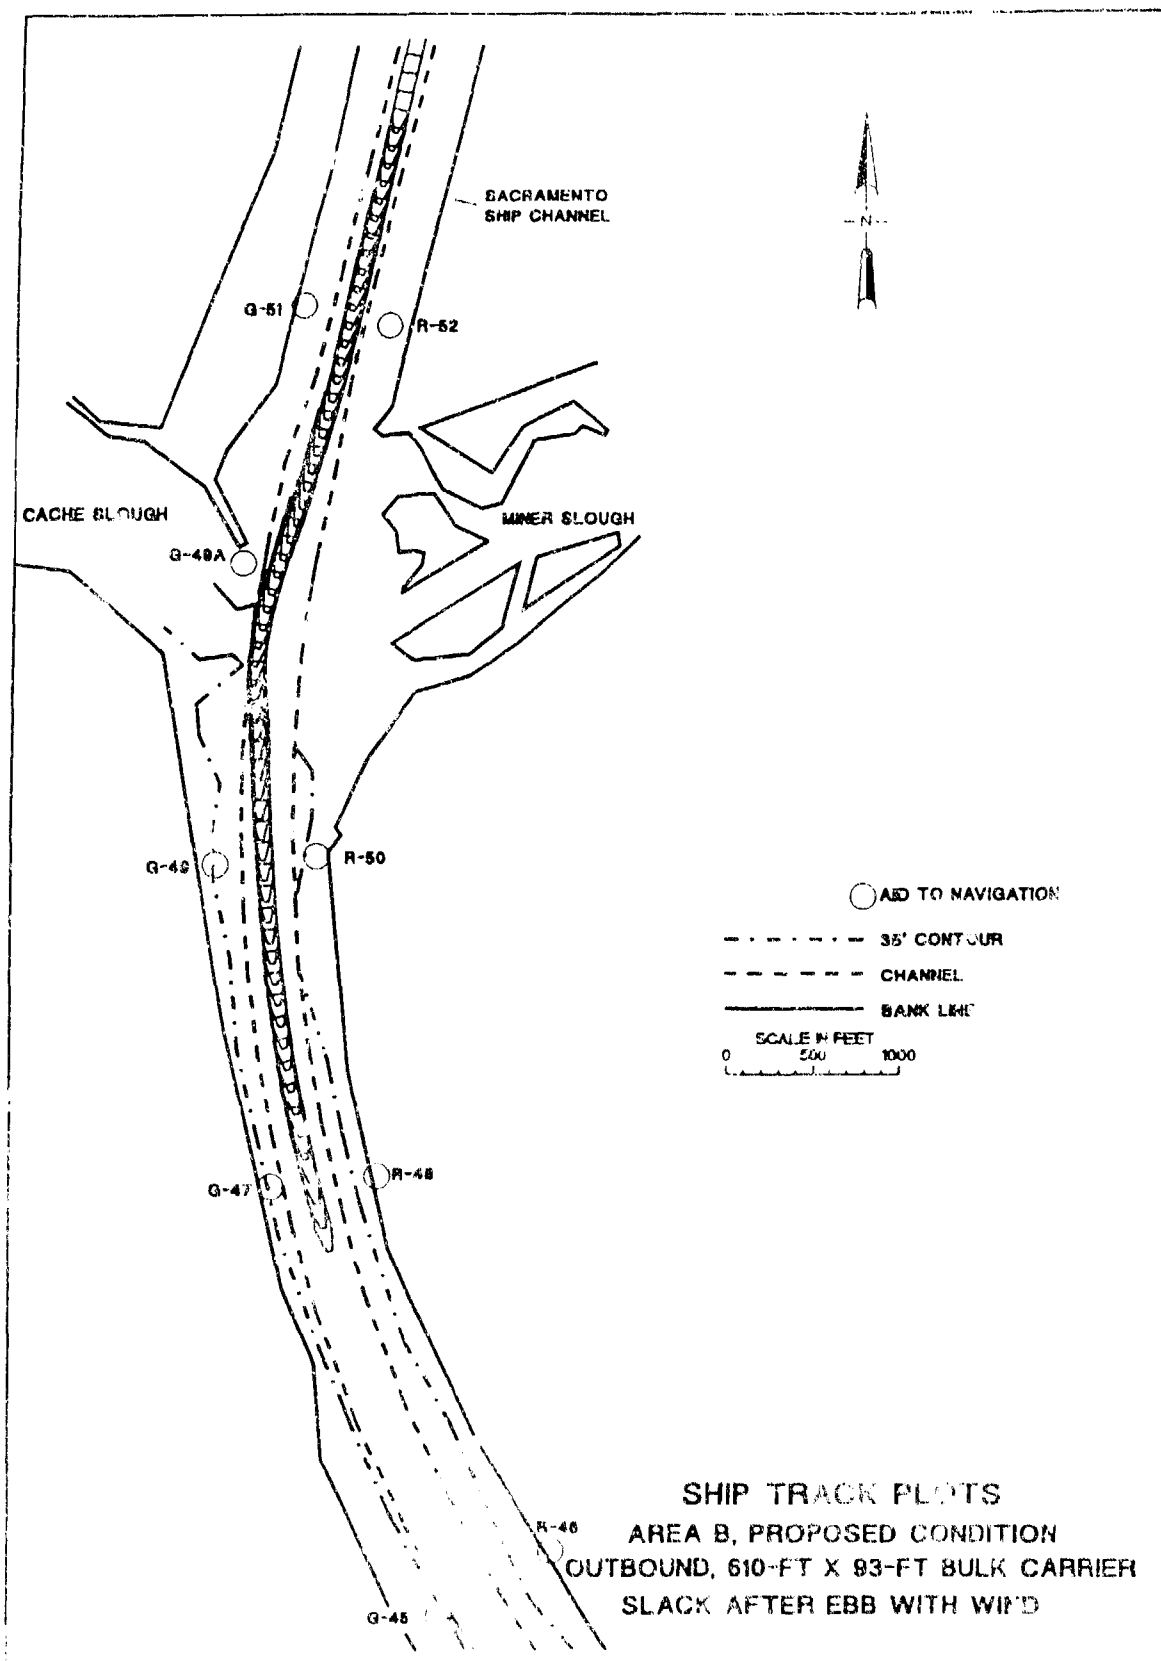 SACRAMENTO
SHIP CHANNEL
N
G-51
R-52
CACHE SLOUGH
MINER SLOUGH
G-49A
G-49
R-50
AID TO NAVIGATION
35' CONTOUR
CHANNEL
BANK LINE
SCALE IN FEET
0 500 1000
G-47
R-48
SHIP TRACK PLOTS
R-46
AREA B, PROPOSED CONDITION
OUTBOUND, 610-FT X 93-FT BULK CARRIER
SLACK AFTER EBB WITH WIND
G-45